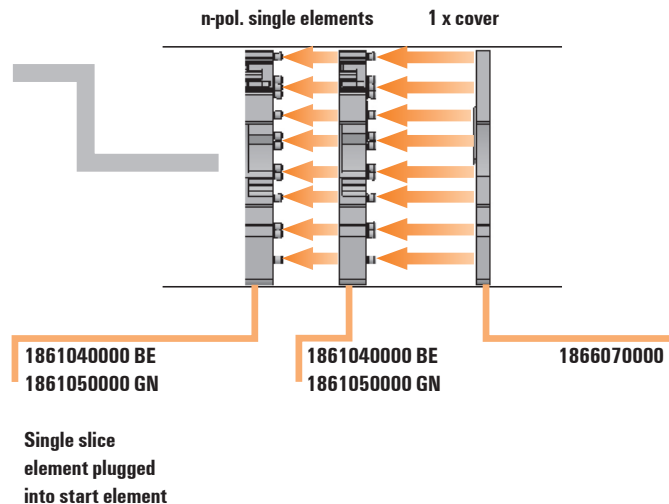 n-pol. single elements
1 x cover
1861040000 BE
1861050000 GN
1861040000 BE
1861050000 GN
1866070000
Single slice
element plugged
into start element